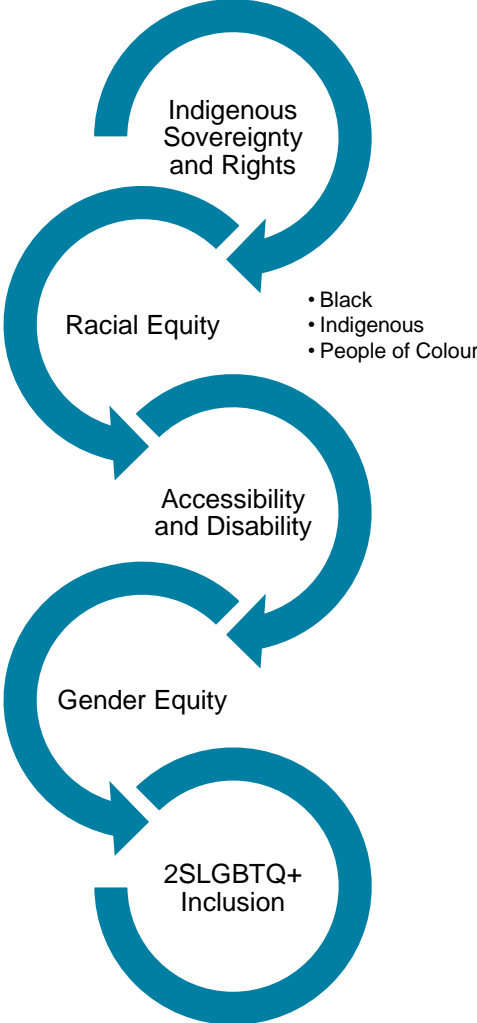 Indigenous
Sovereignty
and Rights
Racial Equity
• Black
• Indigenous
• People of Colour
Accessibility
and Disability
Gender Equity
2SLGBTQ+
Inclusion